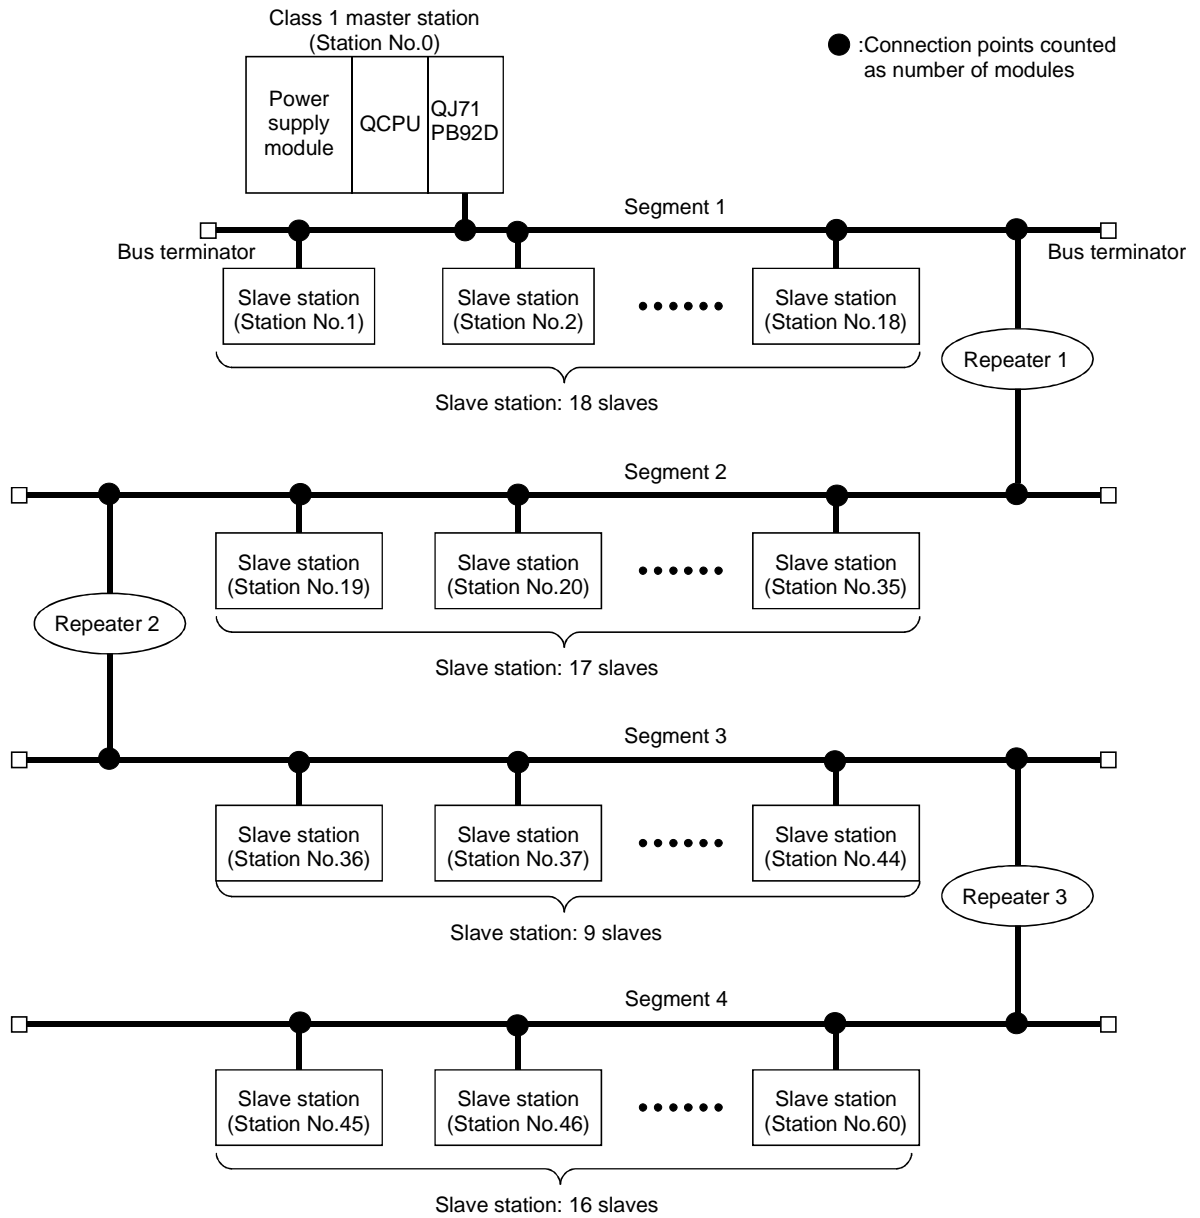 Class 1 master station
(Station No.0)
:Connection points counted
as number of modules
Power
supply
module
QCPU
QJ71
PB92D
Segment 1
Bus terminator
Bus terminator
Slave station
(Station No.1)
Slave station
(Station No.2)
Slave station
(Station No.18)
Repeater 1
Slave station: 18 slaves
Segment 2
Slave station
(Station No.19)
Slave station
(Station No.20)
Slave station
(Station No.35)
Repeater 2
Slave station: 17 slaves
Segment 3
Slave station
(Station No.36)
Slave station
(Station No.37)
Slave station
(Station No.44)
Repeater 3
Slave station: 9 slaves
Segment 4
Slave station
(Station No.45)
Slave station
(Station No.46)
Slave station
(Station No.60)
Slave station: 16 slaves